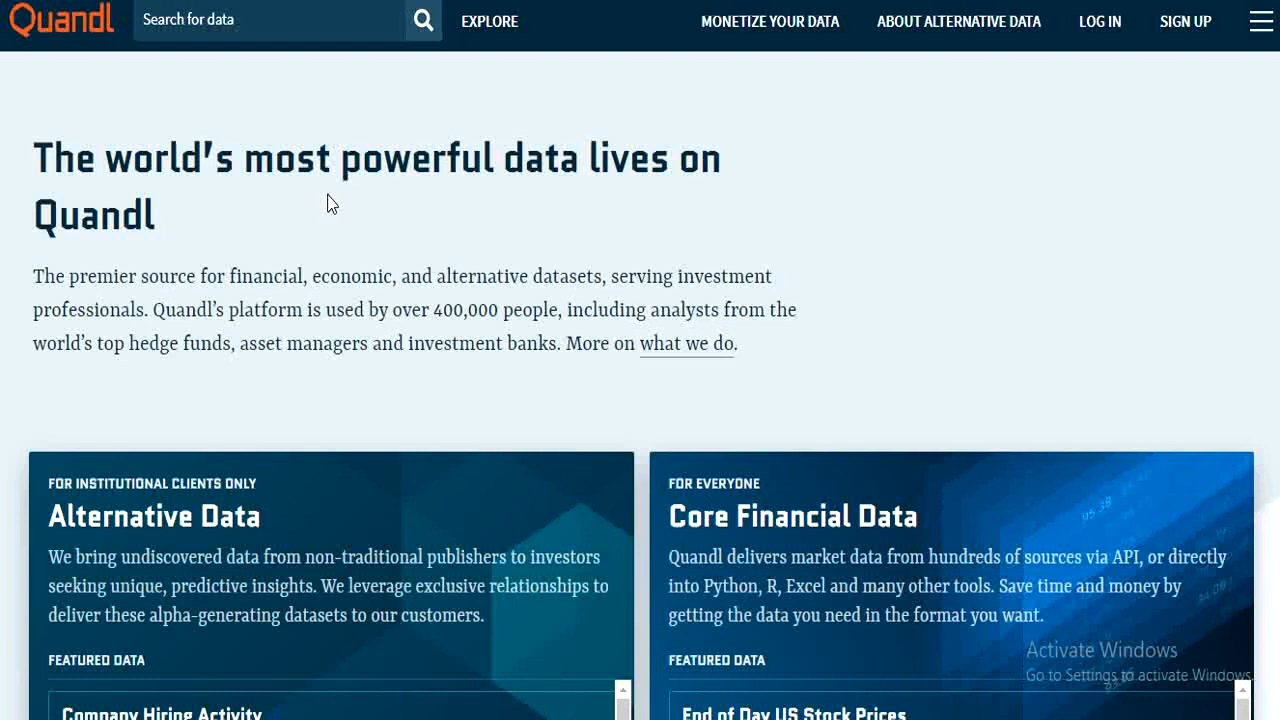 Quandl
Search for data
EXPLORE
MONETIZE YOUR DATA
ABOUT ALTERNATIVE DATA
LOG IN
SIGN UP
The world's most powerful data lives on
Quandl
The premier source for financial, economic, and alternative datasets, serving investment
professionals. Quandl’s platform is used by over 400,000 people, including analysts from the
world’s top hedge funds, asset managers and investment banks. More on what we do.
FOR INSTITUTIONAL CLIENTS ONLY
Alternative Data
We bring undiscovered data from non-traditional publishers to investors
seeking unique, predictive insights. We leverage exclusive relationships to
deliver these alpha-generating datasets to our customers.
FEATURED DATA
Company Hiring Activity
FOR EVERYONE
Core Financial Data
Quandl delivers market data from hundreds of sources via API, or directly
into Python, R, Excel and many other tools. Save time and money by
getting the data you need in the format you want.
FEATURED DATA
End of Day US Stock Prices
Activate Windows
Go to Settings to activate Windows.